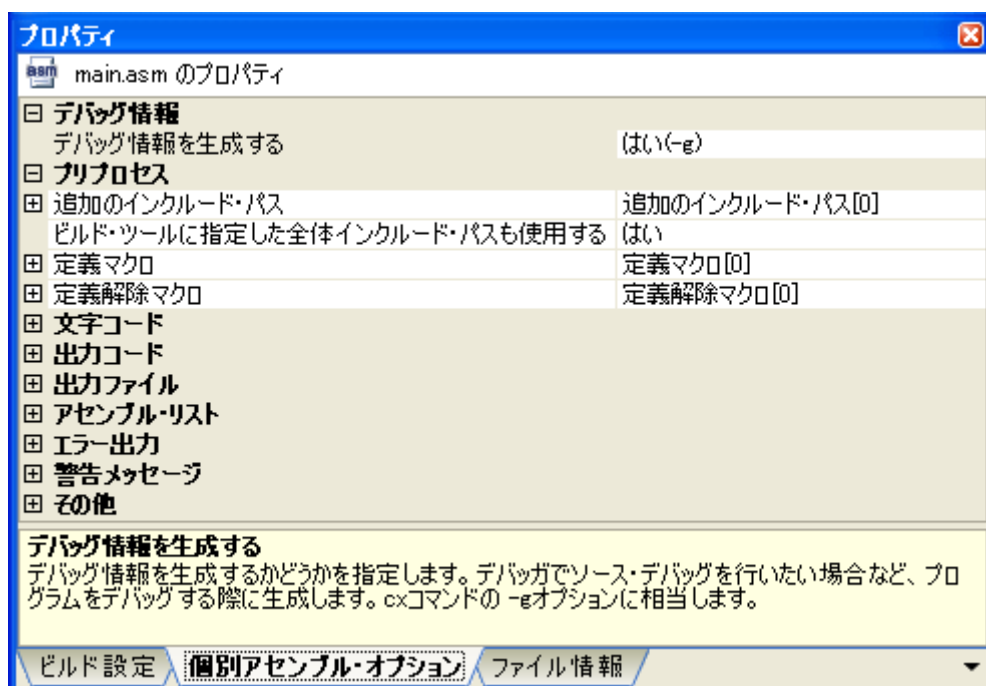 プロパティ
asm main.asm のプロパティ
デバッグ情報
デバッグ情報を生成する はい(-g)
プリプロセス
追加のインクルード・パス 追加のインクルード・パス[0]
ビルド・ツールに指定した全体インクルード・パスも使用する はい
定義マクロ 定義マクロ[0]
定義解除マクロ 定義解除マクロ[0]
文字コード
出力コード
出力ファイル
アセンブル・リスト
エラー出力
警告メッセージ
その他
デバッグ情報を生成する
デバッグ情報を生成するかどうかを指定します。デバッガでソース・デバッグを行いたい場合など、プロ
グラムをデバッグする際に生成します。cxコマンドの -gオプションに相当します。
ビルド設定 個別アセンブル・オプション ファイル情報